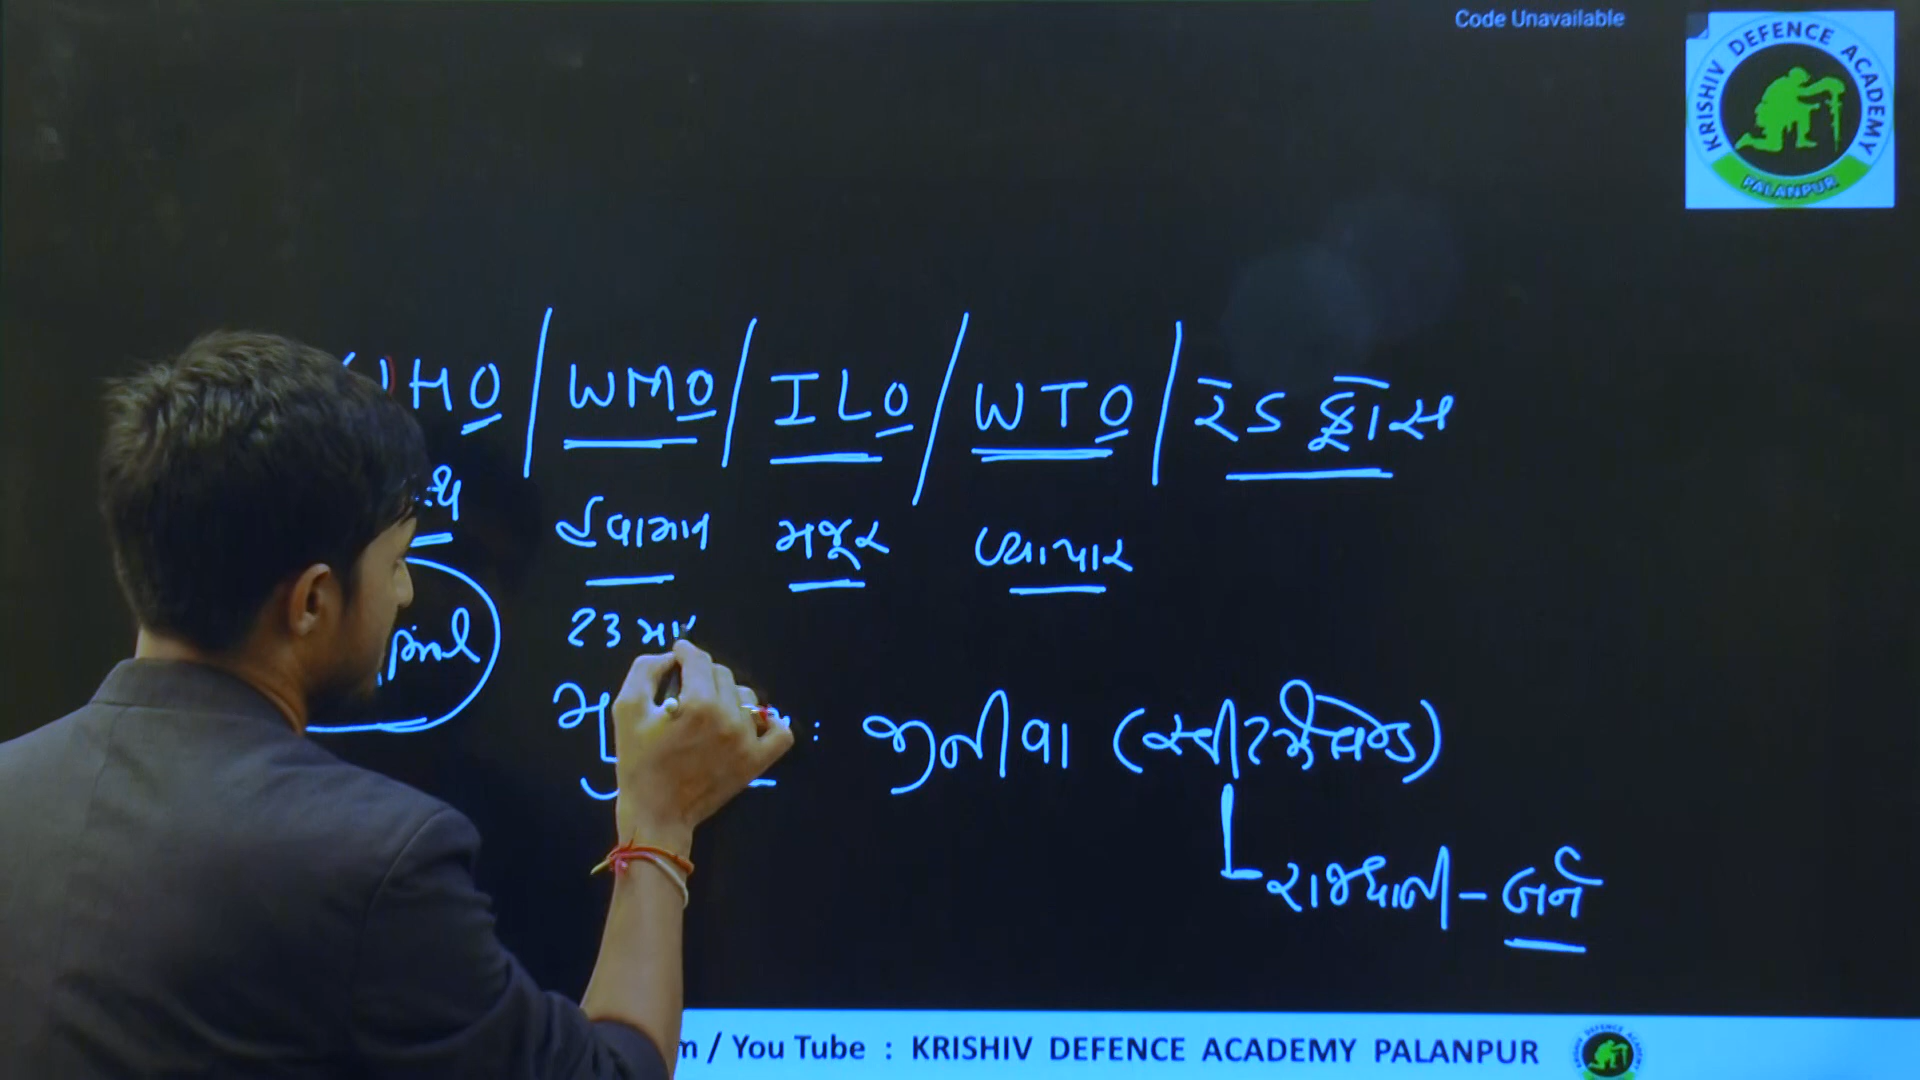 Code Unavailable
KRISHIV DEFENCE ACADEMY
PALANPUR
HO / WMO / ILO / WTO / રેડ ક્રોસ
હવામાન મજૂર વ્યાપાર
23
: જીનીવા (સ્વીટઝર્લેન્ડ)
રાજધાની - બર્ન
m / You Tube : KRISHIV DEFENCE ACADEMY PALANPUR